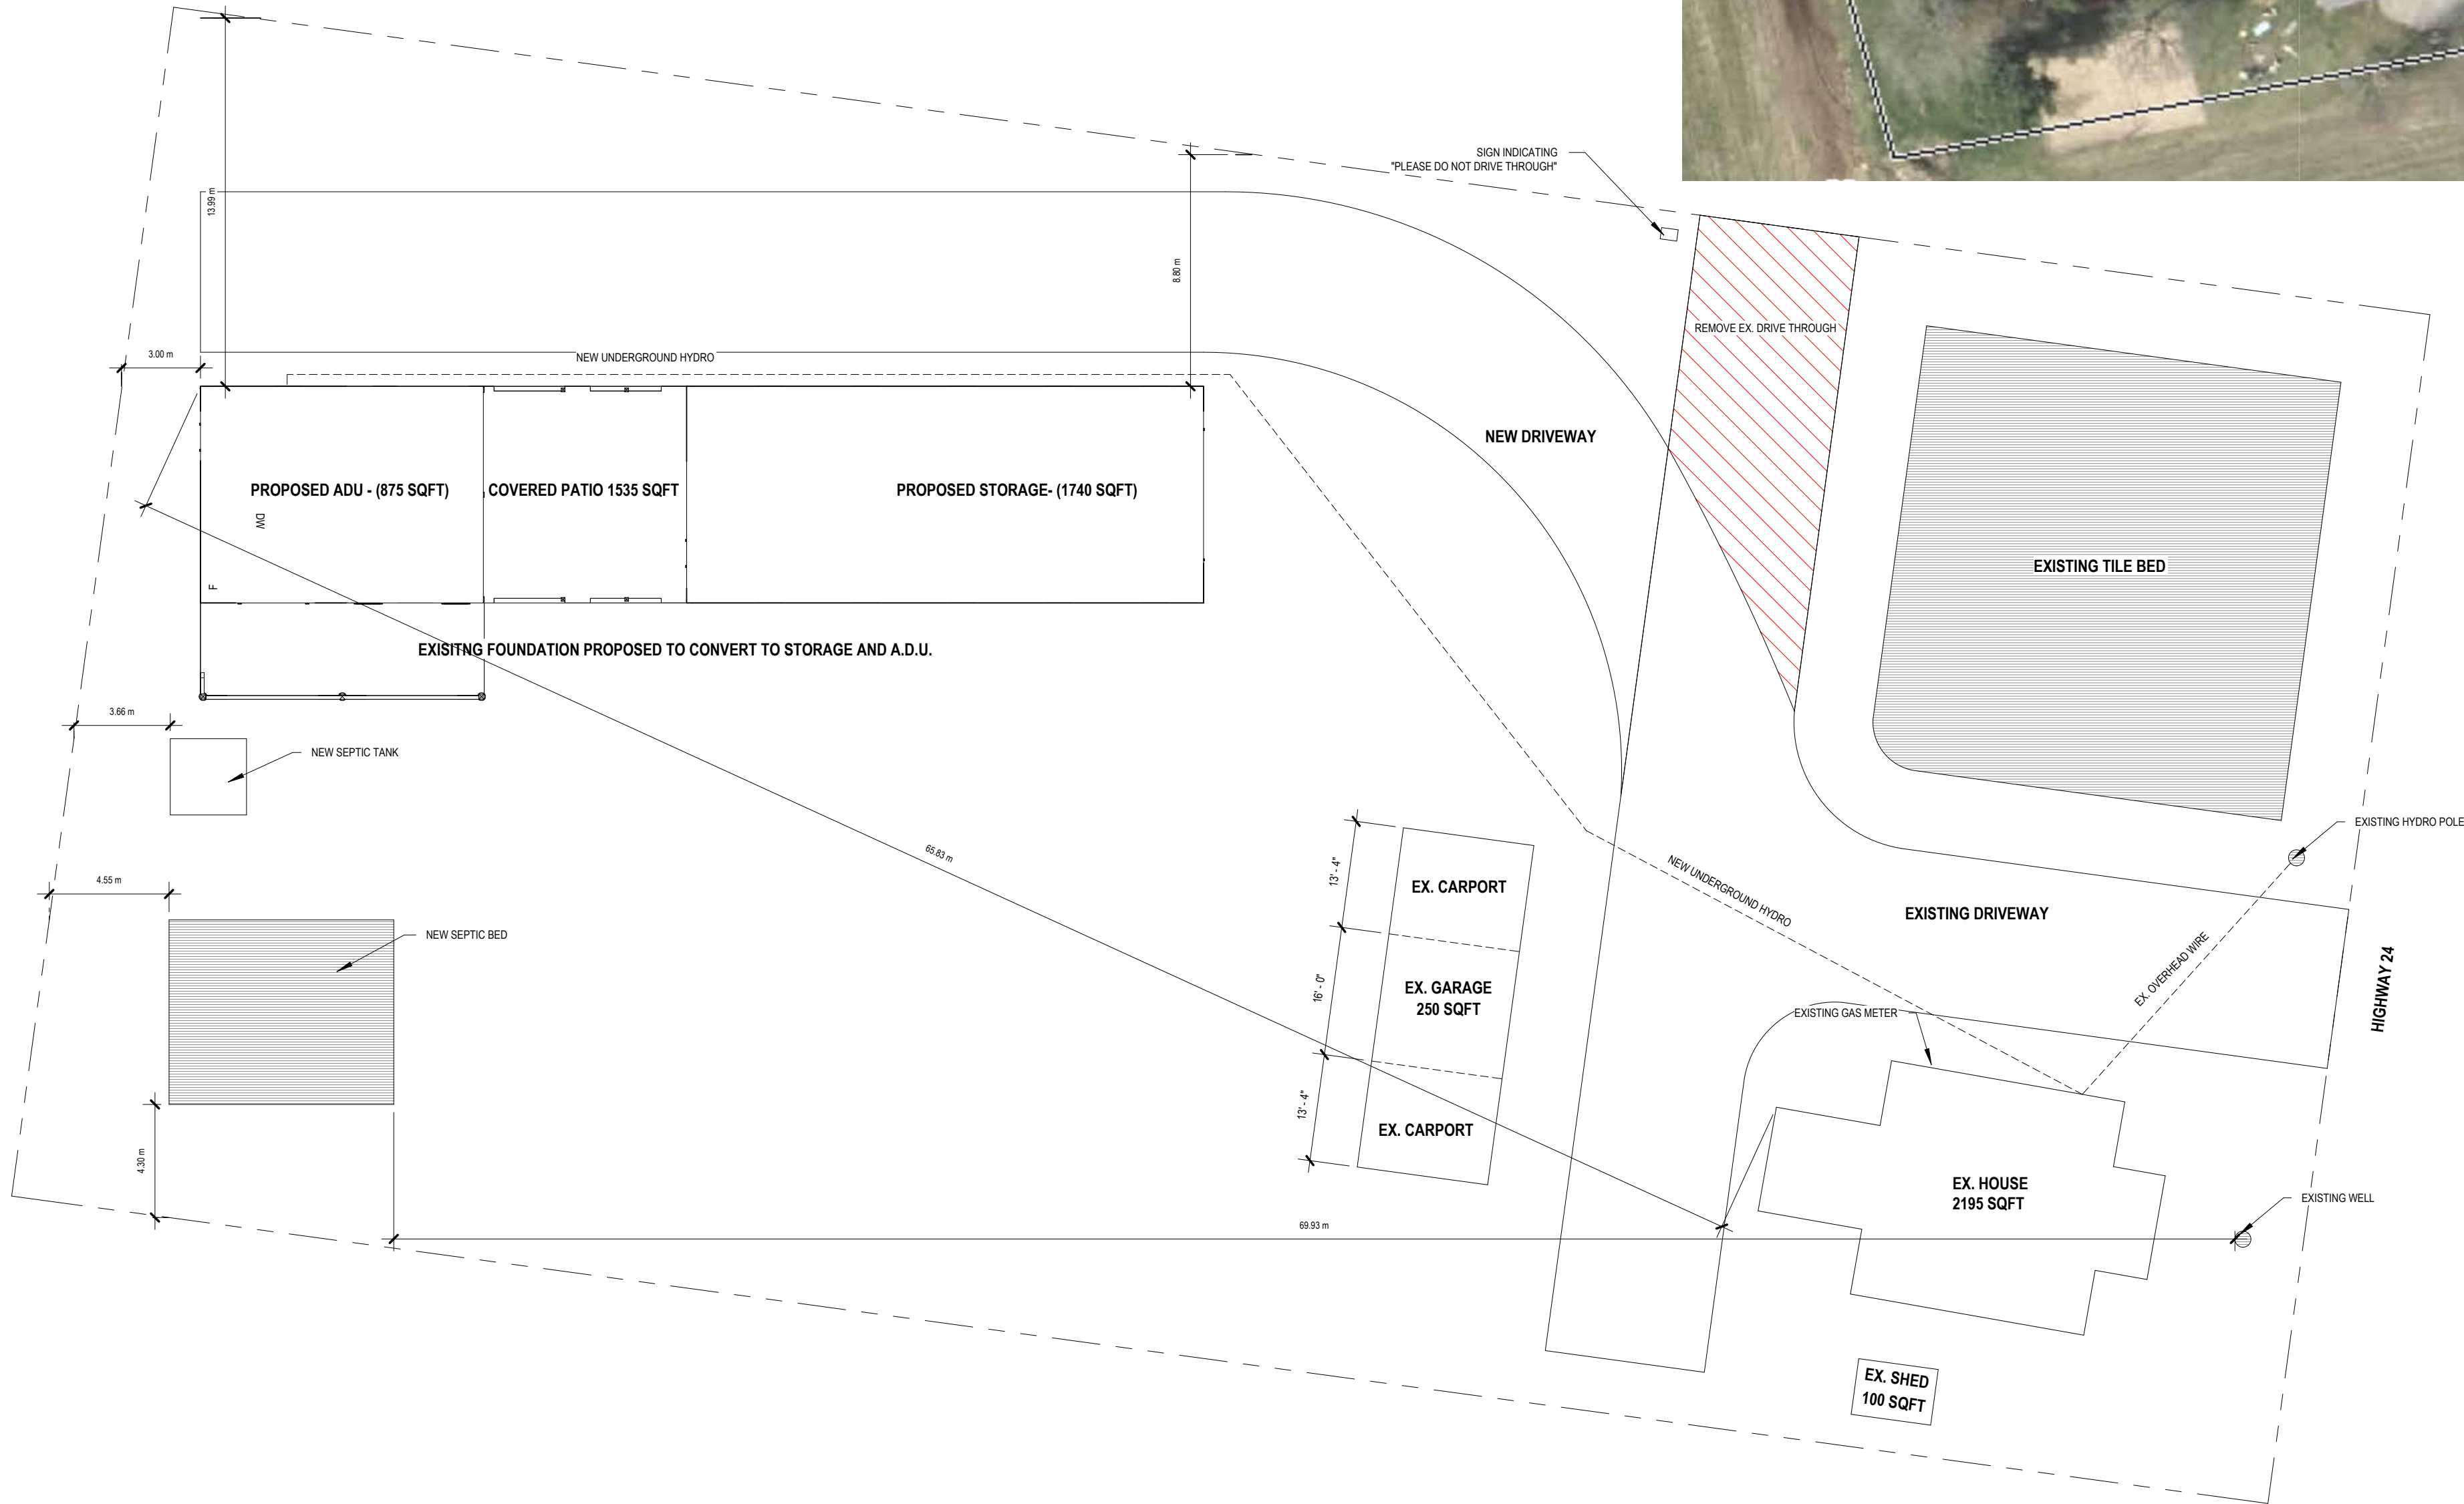 SIGN INDICATING
"PLEASE DO NOT DRIVE THROUGH"
13.99 m
8.80 m
REMOVE EX. DRIVE THROUGH
3.00 m
NEW UNDERGROUND HYDRO
NEW DRIVEWAY
PROPOSED ADU - (875 SQFT)
COVERED PATIO 1535 SQFT
PROPOSED STORAGE- (1740 SQFT)
DW
F
EXISTING TILE BED
EXISITNG FOUNDATION PROPOSED TO CONVERT TO STORAGE AND A.D.U.
3.66 m
NEW SEPTIC TANK
EXISTING HYDRO POLE
65.83 m
13' - 4"
EX. CARPORT
NEW UNDERGROUND HYDRO
4.55 m
EXISTING DRIVEWAY
NEW SEPTIC BED
EX. OVERHEAD WIRE
HIGHWAY 24
16' - 0"
EX. GARAGE
250 SQFT
EXISTING GAS METER
13' - 4"
EX. CARPORT
4.30 m
EX. HOUSE
2195 SQFT
EXISTING WELL
69.93 m
EX. SHED
100 SQFT